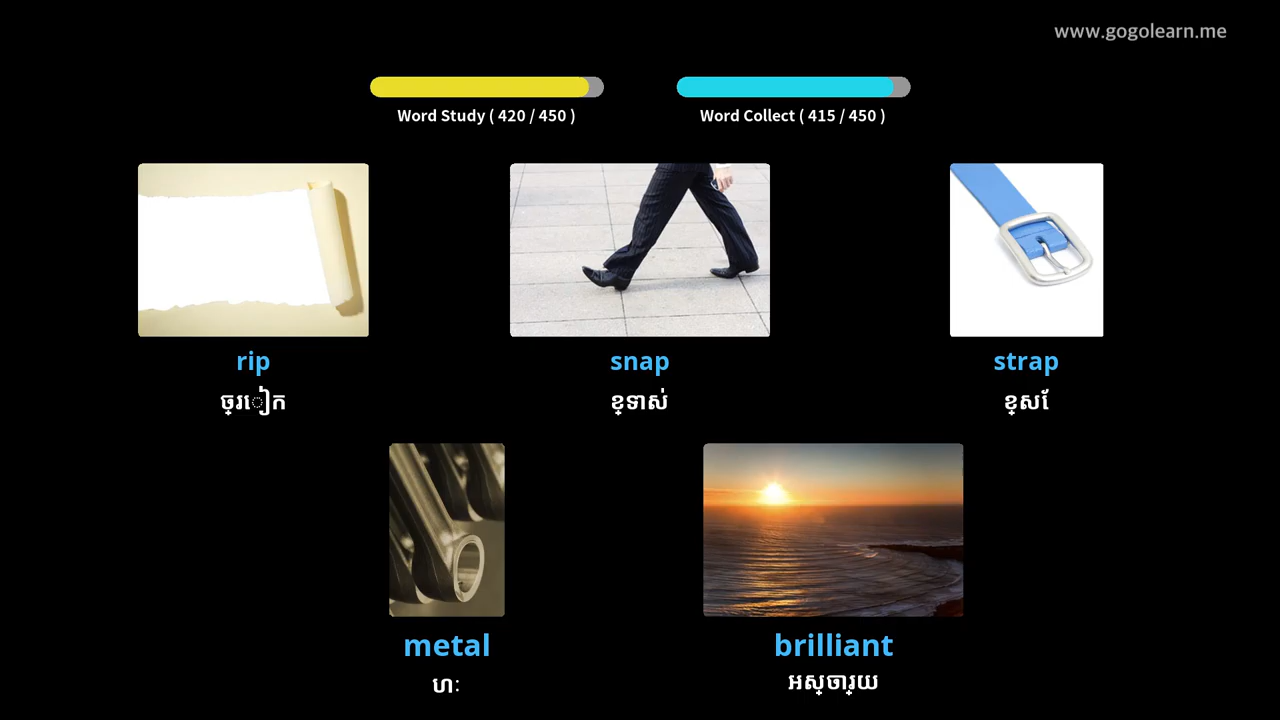 www.gogolearn.me
Word Study ( 420 / 450 )
Word Collect ( 415 / 450 )
rip
ច្រៀក
snap
ខ្ទាស់
strap
ខ្សែ
metal
ហៈ
brilliant
អស្ចារ្យ